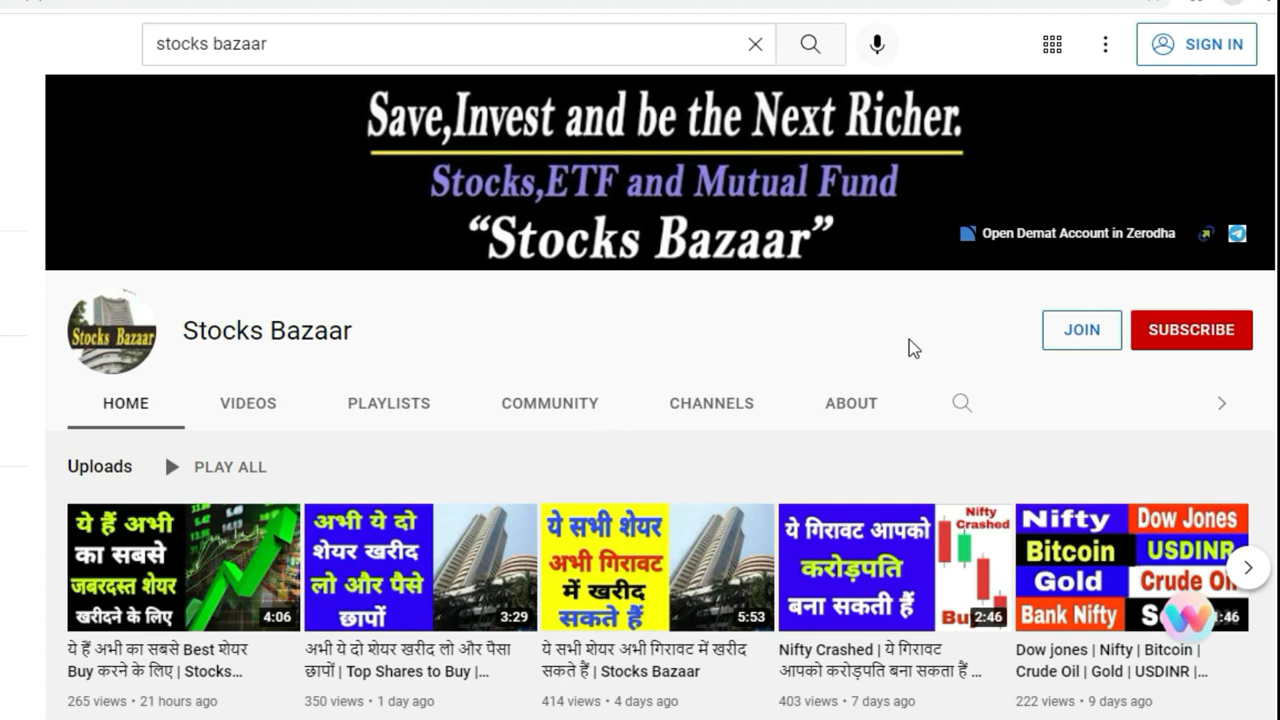 stocks bazaar
SIGN IN
Save,Invest and be the Next Richer.
Stocks,ETF and Mutual Fund
“Stocks Bazaar”
Open Demat Account in Zerodha
Stocks Bazaar
Stocks Bazaar
JOIN
SUBSCRIBE
HOME
VIDEOS
PLAYLISTS
COMMUNITY
CHANNELS
ABOUT
Uploads
PLAY ALL
ये हैं अभी
का सबसे
जबरदस्त शेयर
खरीदने के लिए
4:06
ये हैं अभी का सबसे Best शेयर
Buy करने के लिए | Stocks...
265 views • 21 hours ago
अभी ये दो
शेयर खरीद
लो और पैसे
छापों
3:29
अभी ये दो शेयर खरीद लो और पैसा
छापों | Top Shares to Buy |...
350 views • 1 day ago
ये सभी शेयर
अभी गिरावट
में खरीद
सकते हैं
5:53
ये सभी शेयर अभी गिरावट में खरीद
सकते हैं | Stocks Bazaar
414 views • 4 days ago
ये गिरावट आपको
करोड़पति
बना सकती हैं
Nifty
Crashed
2:46
Nifty Crashed | ये गिरावट
आपको करोड़पति बना सकता हैं ...
403 views • 7 days ago
Nifty
Dow Jones
Bitcoin
USDINR
Gold
Crude Oil
Bank Nifty
1:46
Dow jones | Nifty | Bitcoin |
Crude Oil | Gold | USDINR |...
222 views • 9 days ago